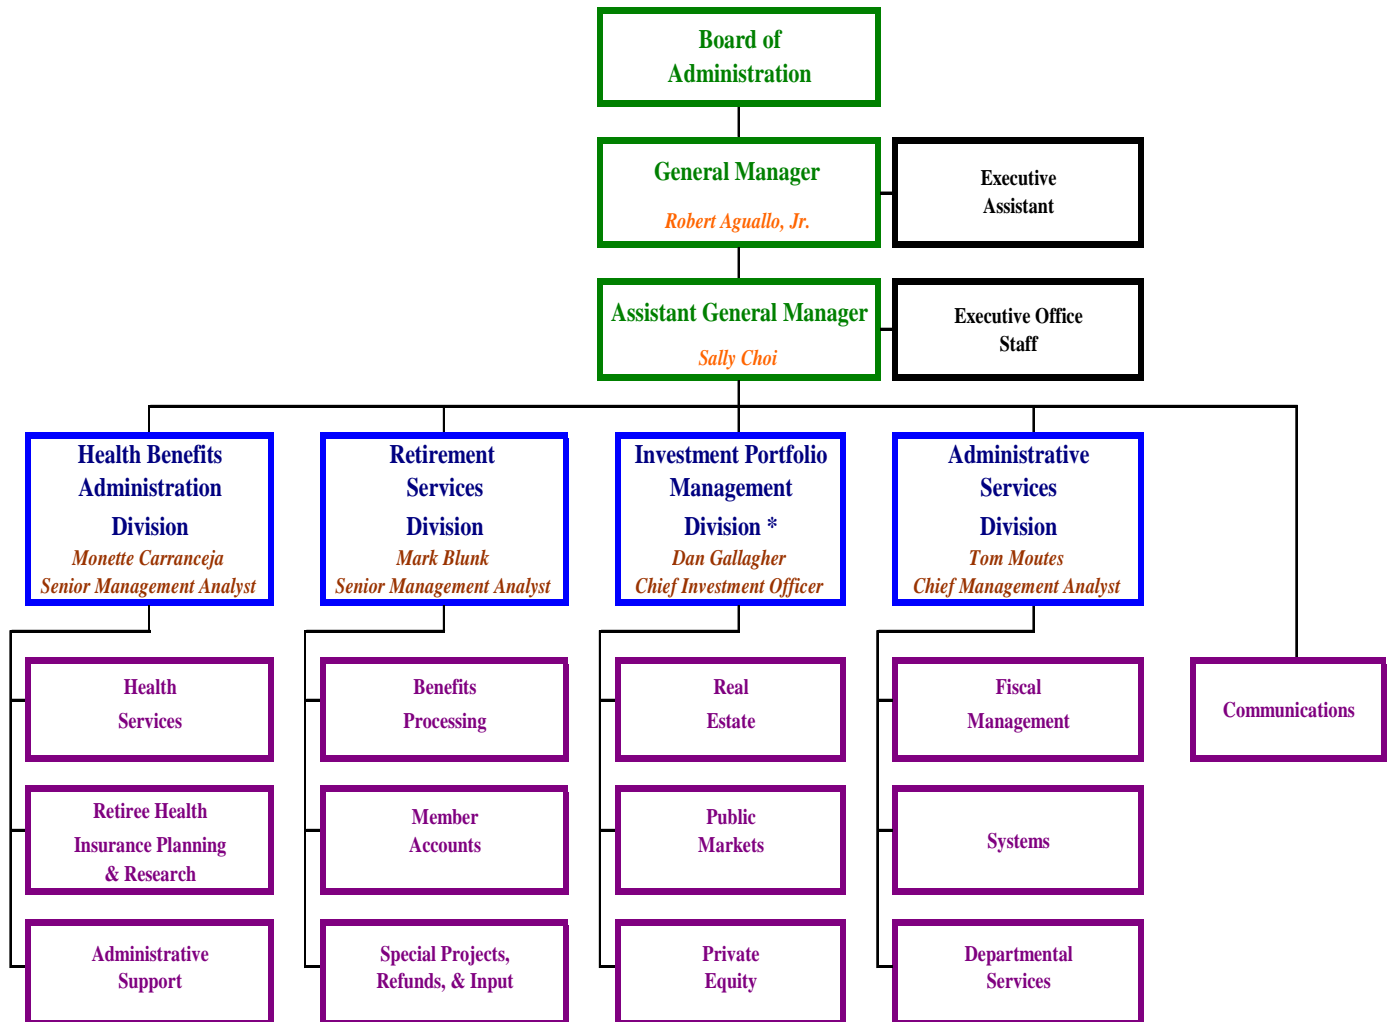 Board of
Administration
General Manager
Robert Aguallo, Jr.
Executive
Assistant
Assistant General Manager
Sally Choi
Executive Office
Staff
Health Benefits
Administration
Division
Monette Carranceja
Senior Management Analyst
Retirement
Services
Division
Mark Blunk
Senior Management Analyst
Investment Portfolio
Management
Division *
Dan Gallagher
Chief Investment Officer
Administrative
Services
Division
Tom Moutes
Chief Management Analyst
Health
Services
Benefits
Processing
Real
Estate
Fiscal
Management
Communications
Retiree Health
Insurance Planning
& Research
Member
Accounts
Public
Markets
Systems
Administrative
Support
Special Projects,
Refunds, & Input
Private
Equity
Departmental
Services